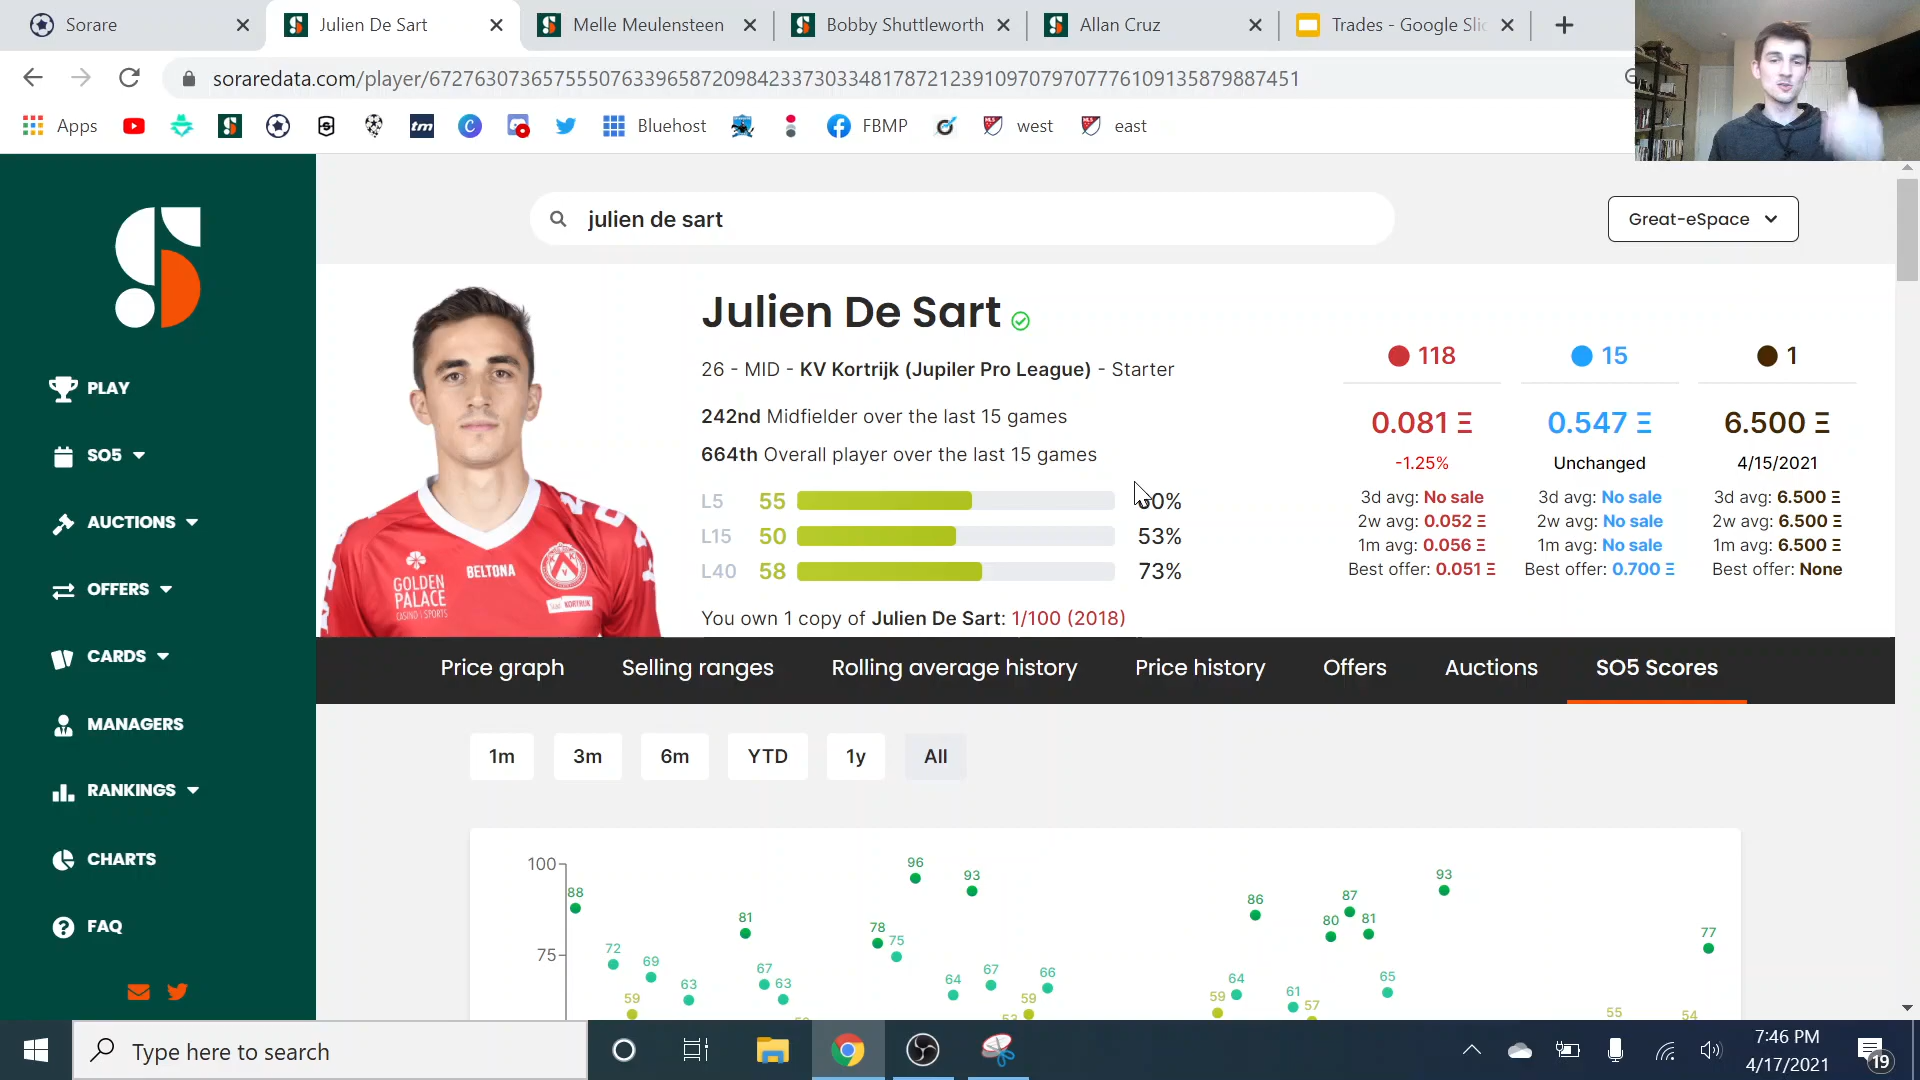 Sorare
Julien De Sart
Melle Meulensteen
Bobby Shuttleworth
Allan Cruz
Trades - Google Slic
soraredata.com/player/67276307365755507633965872098423373033481787212391097079707776109135879887451
Apps
tm
Bluehost
FBMP
west
east
julien de sart
Great-eSpace
PLAY
SO5
AUCTIONS
OFFERS
CARDS
MANAGERS
RANKINGS
CHARTS
FAQ
GOLDEN
PALACE
CASINO | SPORTS
BELTONA
KORTRIJK
Julien De Sart
26 - MID - KV Kortrijk (Jupiler Pro League) - Starter
242nd Midfielder over the last 15 games
664th Overall player over the last 15 games
L5 55 60%
L15 50 53%
L40 58 73%
You own 1 copy of Julien De Sart: 1/100 (2018)
118
0.081 Ξ
-1.25%
3d avg: No sale
2w avg: 0.052 Ξ
1m avg: 0.056 Ξ
Best offer: 0.051 Ξ
15
0.547 Ξ
Unchanged
3d avg: No sale
2w avg: No sale
1m avg: No sale
Best offer: 0.700 Ξ
1
6.500 Ξ
4/15/2021
3d avg: 6.500 Ξ
2w avg: 6.500 Ξ
1m avg: 6.500 Ξ
Best offer: None
Price graph Selling ranges Rolling average history Price history Offers Auctions SO5 Scores
1m 3m 6m YTD 1y All
100
96
93
93
88
86
87
81
80
81
78
75
77
75
72
69
67
63
63
64
67
66
64
61
65
59
59
59
57
53
55
54
Type here to search
7:46 PM
4/17/2021
19